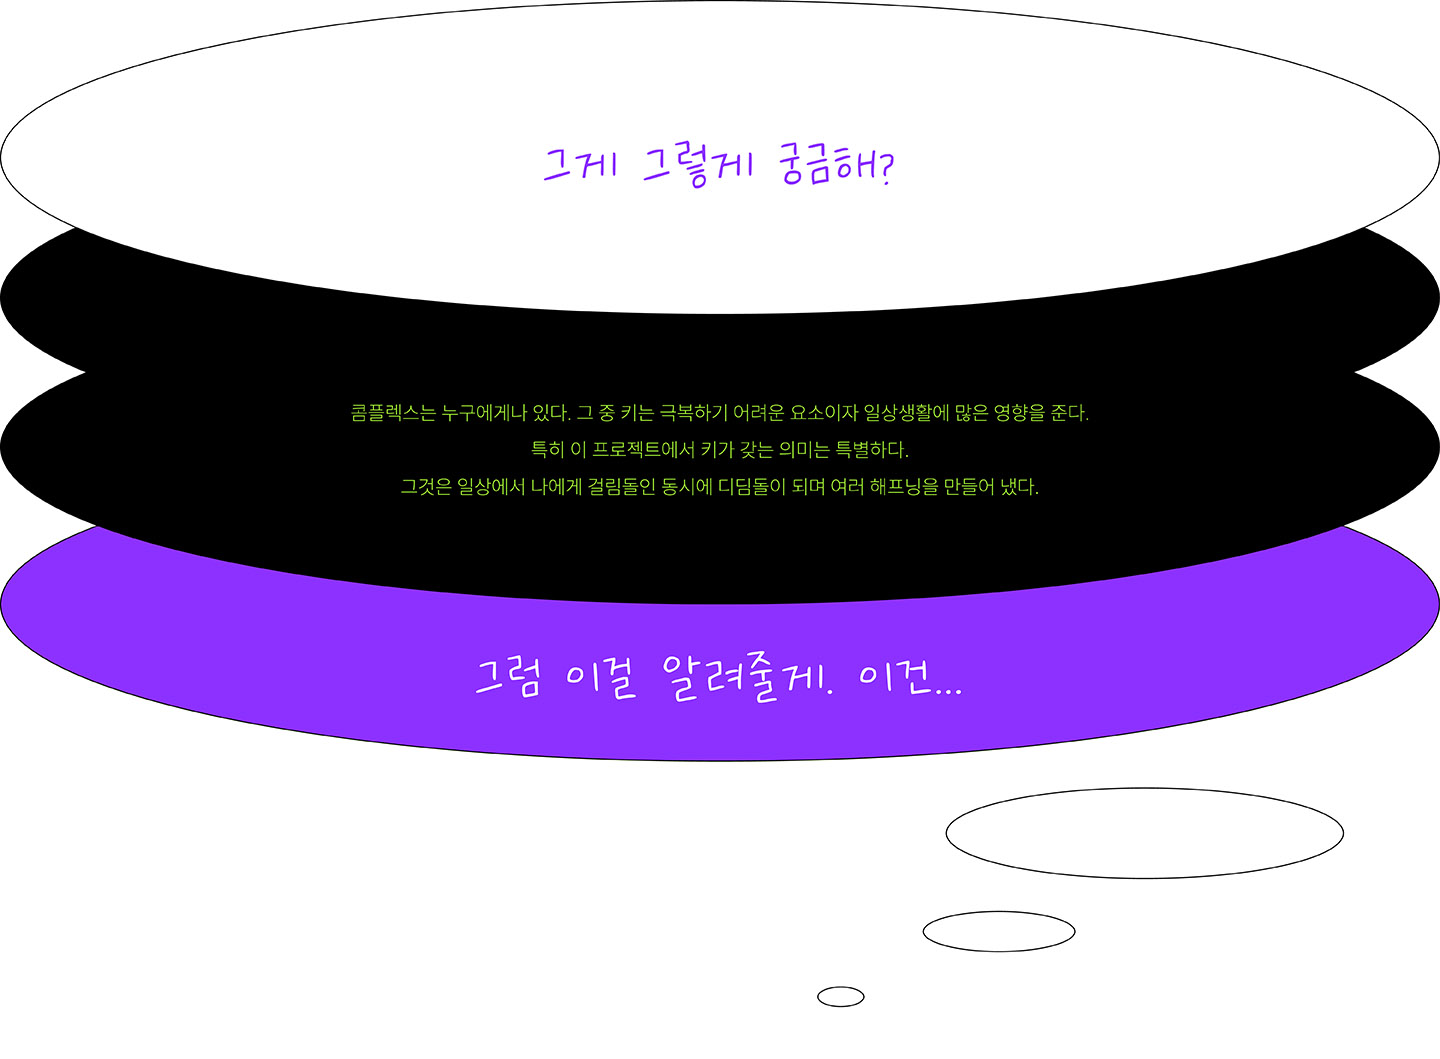 그게 그렇게 궁금해?
콤플렉스는 누구에게나 있다. 그 중 키는 극복하기 어려운 요소이자 일상생활에 많은 영향을 준다.
특히 이 프로젝트에서 키가 갖는 의미는 특별하다.
그것은 일상에서 나에게 걸림돌인 동시에 디딤돌이 되며 여러 해프닝을 만들어 냈다.
그럼 이걸 알려줄게. 이건...